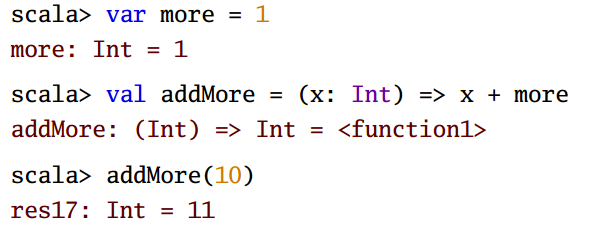 scala> var more = 1
more: Int = 1
scala> val addMore = (x: Int) => x + more
addMore: (Int) => Int = <function1>
scala> addMore(10)
res17: Int = 11